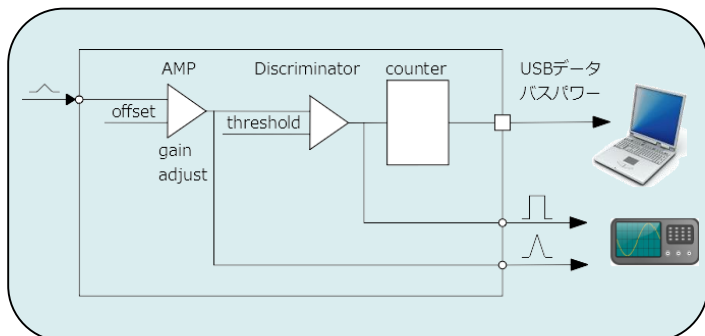 AMP
Discriminator
counter
USBデータ
バスパワー
offset
threshold
gain
adjust